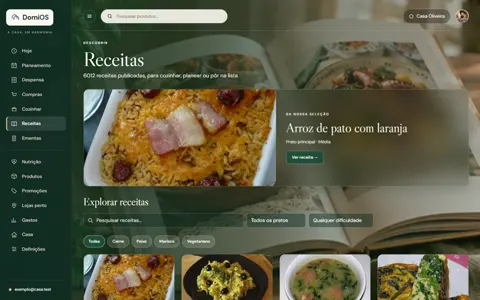 DomiOS
A CASA, EM HARMONIA.
Pesquisar produtos...
Casa Oliveira
Hoje
Planeamento
Despensa
Compras
Cozinhar
Receitas
Ementas
Nutrição
Produtos
Promoções
Lojas perto
Gastos
Casa
Definições
exemplo@casa.test
DESCOBRIR
Receitas
6012 receitas publicadas, para cozinhar, planear ou pôr na lista.
DA NOSSA SELEÇÃO
Arroz de pato com laranja
Prato principal · Média
Ver receita →
Explorar receitas
Pesquisar receitas...
Todos os pratos
Qualquer dificuldade
Todas
Carne
Peixe
Marisco
Vegetariano